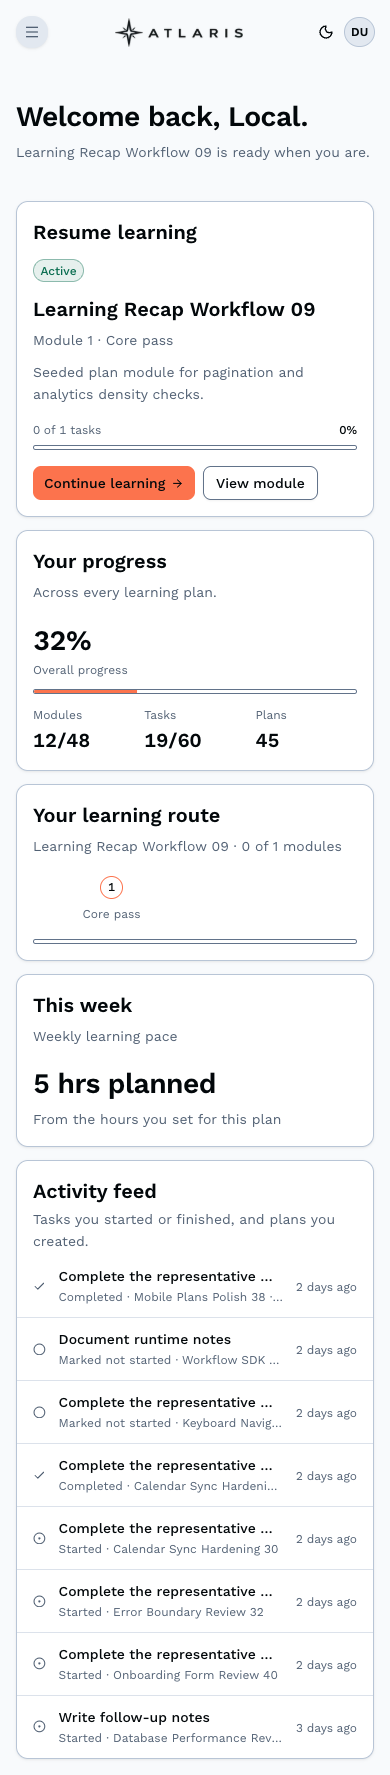 ATLARIS
DU
Welcome back, Local.
Learning Recap Workflow 09 is ready when you are.
Resume learning
Active
Learning Recap Workflow 09
Module 1 · Core pass
Seeded plan module for pagination and
analytics density checks.
0 of 1 tasks
0%
Continue learning →
View module
Your progress
Across every learning plan.
32%
Overall progress
Modules
Tasks
Plans
12/48
19/60
45
Your learning route
Learning Recap Workflow 09 · 0 of 1 modules
1
Core pass
This week
Weekly learning pace
5 hrs planned
From the hours you set for this plan
Activity feed
Tasks you started or finished, and plans you
created.
Complete the representative ...
Completed · Mobile Plans Polish 38 ·...
2 days ago
Document runtime notes
Marked not started · Workflow SDK ...
2 days ago
Complete the representative ...
Marked not started · Keyboard Navig...
2 days ago
Complete the representative ...
Completed · Calendar Sync Hardeni...
2 days ago
Complete the representative ...
Started · Calendar Sync Hardening 30
2 days ago
Complete the representative ...
Started · Error Boundary Review 32
2 days ago
Complete the representative ...
Started · Onboarding Form Review 40
2 days ago
Write follow-up notes
Started · Database Performance Rev...
3 days ago